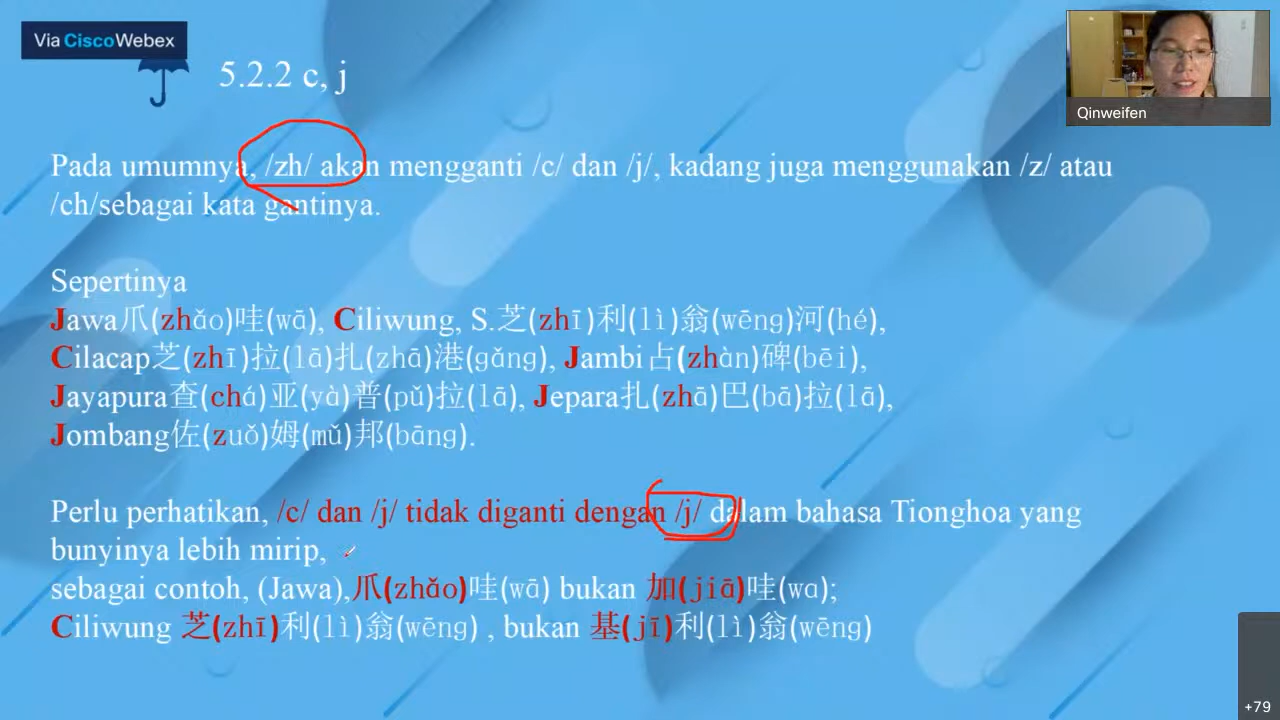 Via Cisco Webex
5.2.2 c, j
Qinweifen
Pada umumnya, /zh/ akan mengganti /c/ dan /j/, kadang juga menggunakan /z/ atau
/ch/sebagai kata gantinya.
Sepertinya
Jawa爪(zhǎo)哇(wā), Ciliwung, S.芝(zhī)利(lì)翁(wēng)河(hé),
Cilacap芝(zhī)拉(lā)扎(zhā)港(gǎng), Jambi占(zhàn)碑(bēi),
Jayapura查(chá)亚(yà)普(pǔ)拉(lā), Jepara扎(zhā)巴(bā)拉(lā),
Jombang佐(zuǒ)姆(mǔ)邦(bāng).
Perlu perhatikan, /c/ dan /j/ tidak diganti dengan /j/ dalam bahasa Tionghoa yang
bunyinya lebih mirip,
sebagai contoh, (Jawa),爪(zhǎo)哇(wā) bukan 加(jiā)哇(wa);
Ciliwung 芝(zhī)利(lì)翁(wēng) , bukan 基(jī)利(lì)翁(wēng)
+79